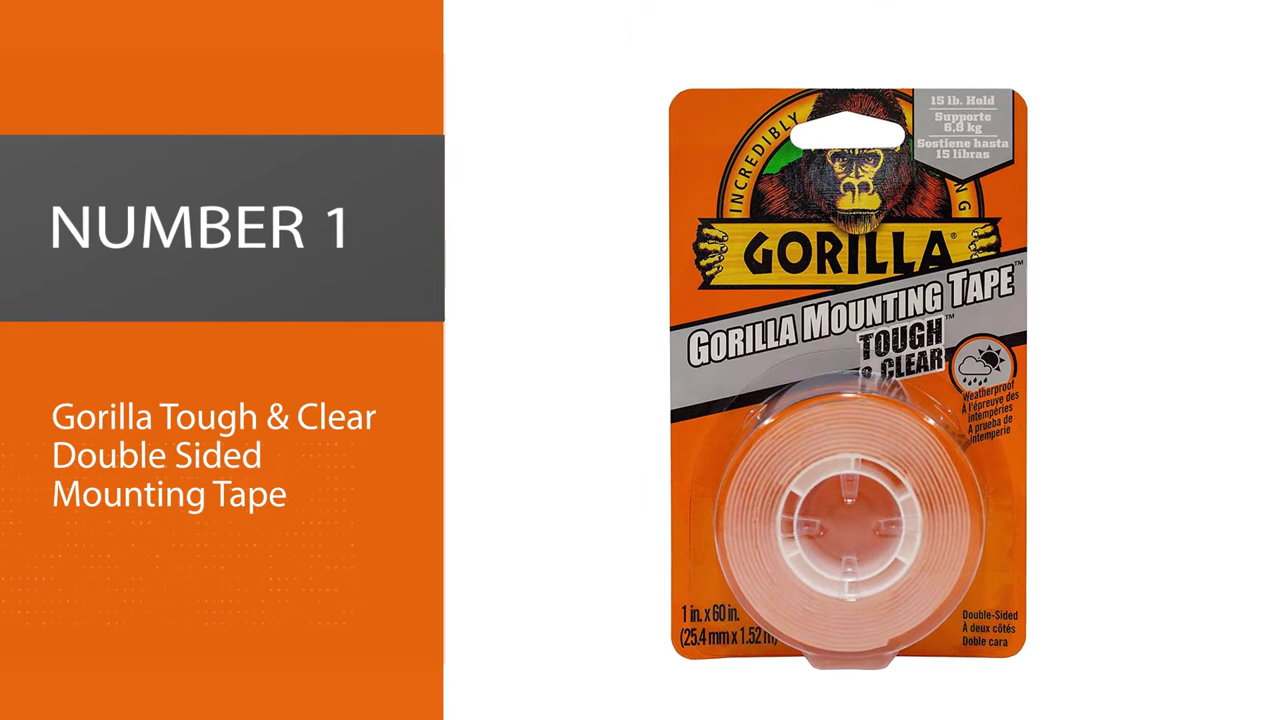 NUMBER 1
Gorilla Tough & Clear
Double Sided
Mounting Tape
15 lb. Hold
Supporte
6,8 kg
Sostiene hasta
15 libras
INCREDIBLY
GORILLA®
GORILLA MOUNTING TAPE™
TOUGH™
& CLEAR
Weatherproof
À l'épreuve des
intempéries
A prueba de
intemperie
1 in. x 60 in.
(25.4 mm x 1.52 m)
Double-Sided
À deux côtés
Doble cara